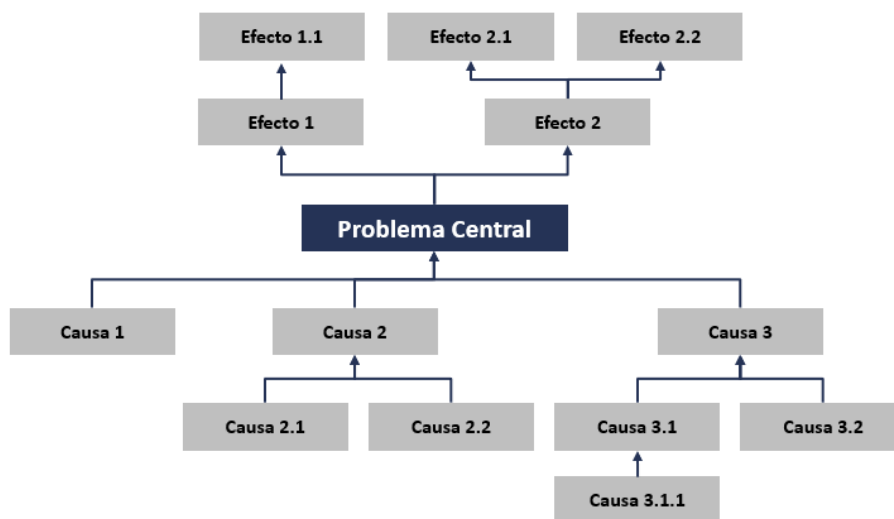 Efecto 1.1
Efecto 2.1
Efecto 2.2
Efecto 1
Efecto 2
Problema Central
Causa 1
Causa 2
Causa 3
Causa 2.1
Causa 2.2
Causa 3.1
Causa 3.2
Causa 3.1.1